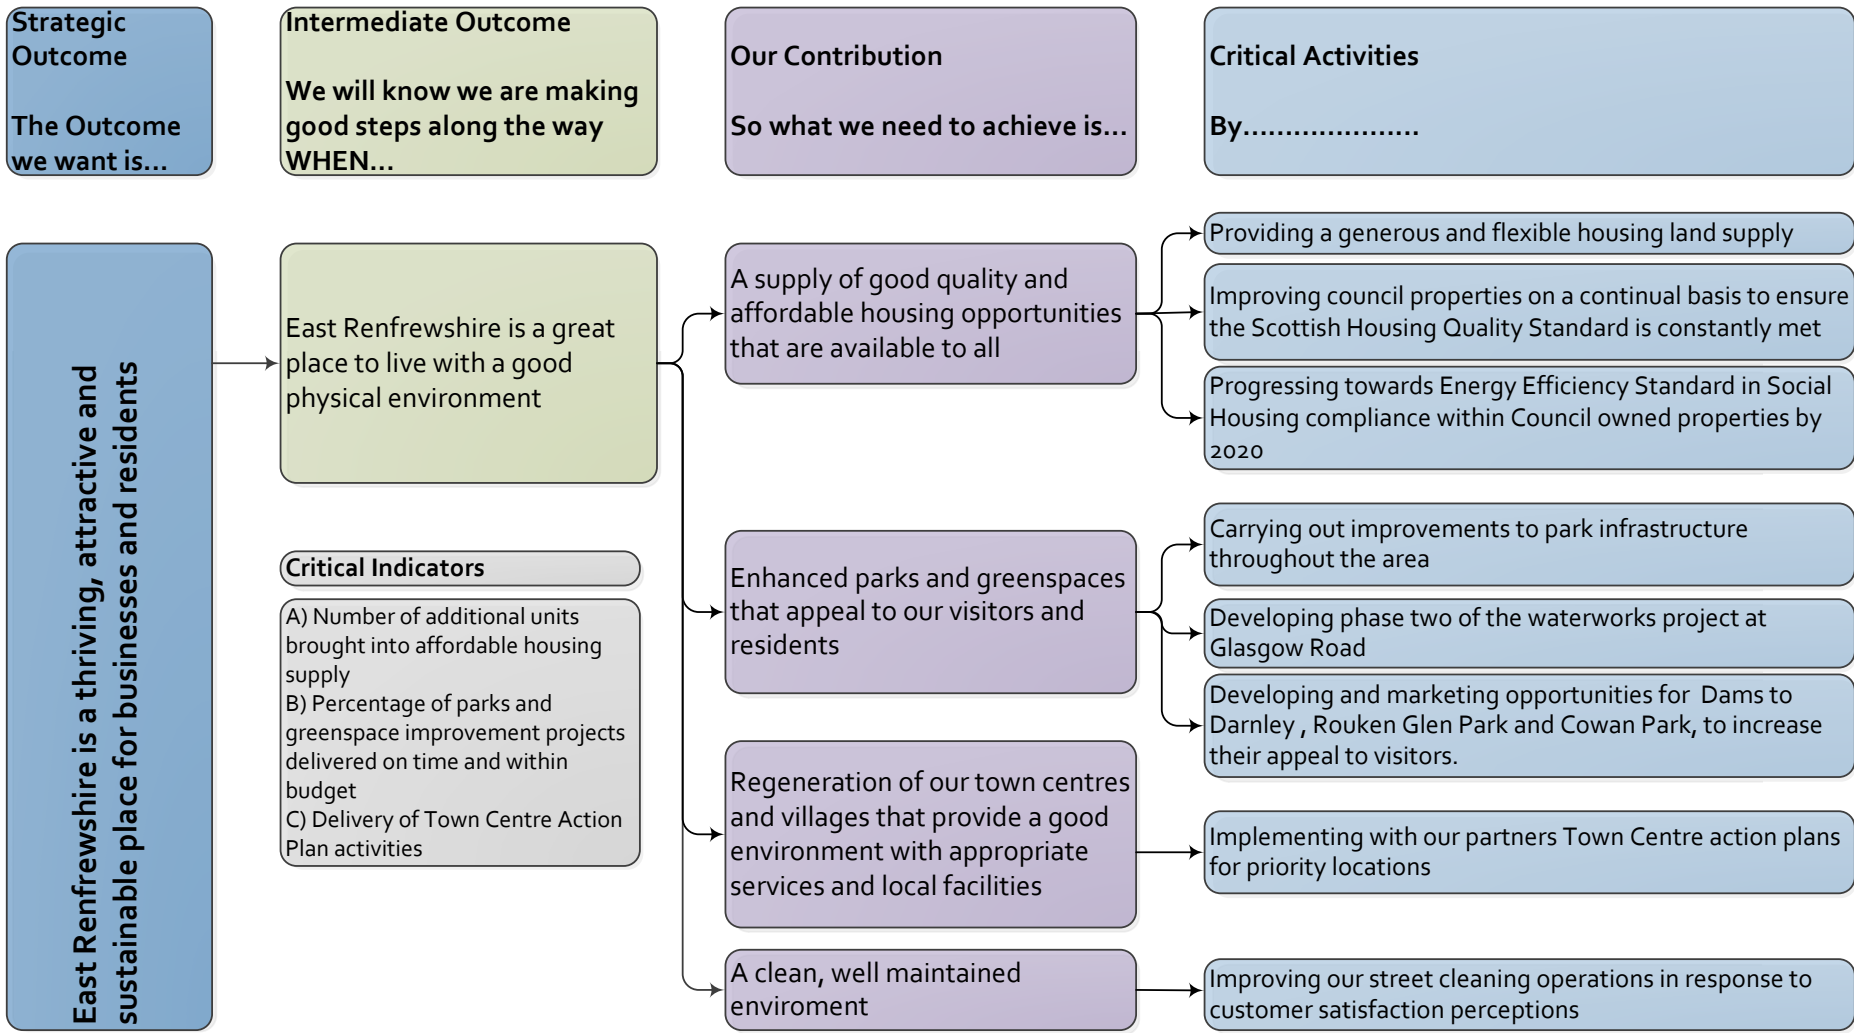 Strategic
Outcome
The Outcome
we want is...
Intermediate Outcome
We will know we are making
good steps along the way
WHEN...
Our Contribution
So what we need to achieve is...
Critical Activities
By.....................
East Renfrewshire is a thriving, attractive and
sustainable place for businesses and residents
East Renfrewshire is a great
place to live with a good
physical environment
Critical Indicators
A) Number of additional units
brought into affordable housing
supply
B) Percentage of parks and
greenspace improvement projects
delivered on time and within
budget
C) Delivery of Town Centre Action
Plan activities
A supply of good quality and
affordable housing opportunities
that are available to all
Providing a generous and flexible housing land supply
Improving council properties on a continual basis to ensure
the Scottish Housing Quality Standard is constantly met
Progressing towards Energy Efficiency Standard in Social
Housing compliance within Council owned properties by
2020
Enhanced parks and greenspaces
that appeal to our visitors and
residents
Carrying out improvements to park infrastructure
throughout the area
Developing phase two of the waterworks project at
Glasgow Road
Developing and marketing opportunities for  Dams to
Darnley , Rouken Glen Park and Cowan Park, to increase
their appeal to visitors.
Regeneration of our town centres
and villages that provide a good
environment with appropriate
services and local facilities
Implementing with our partners Town Centre action plans
for priority locations
A clean, well maintained
enviroment
Improving our street cleaning operations in response to
customer satisfaction perceptions